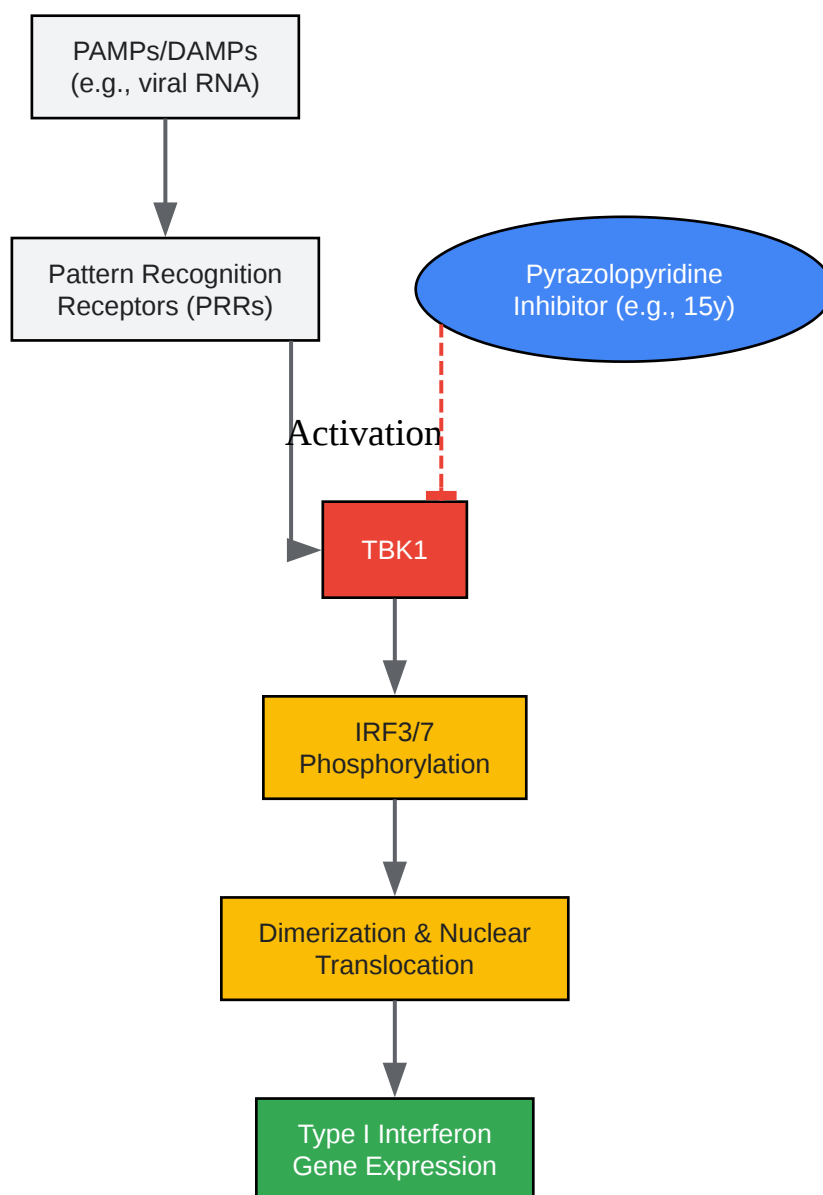 PAMPs/DAMPs
(e.g., viral RNA)
Pattern Recognition
Receptors (PRRs)
Pyrazolopyridine
Inhibitor (e.g., 15y)
Activation
TBK1
IRF3/7
Phosphorylation
Dimerization & Nuclear
Translocation
Type I Interferon
Gene Expression